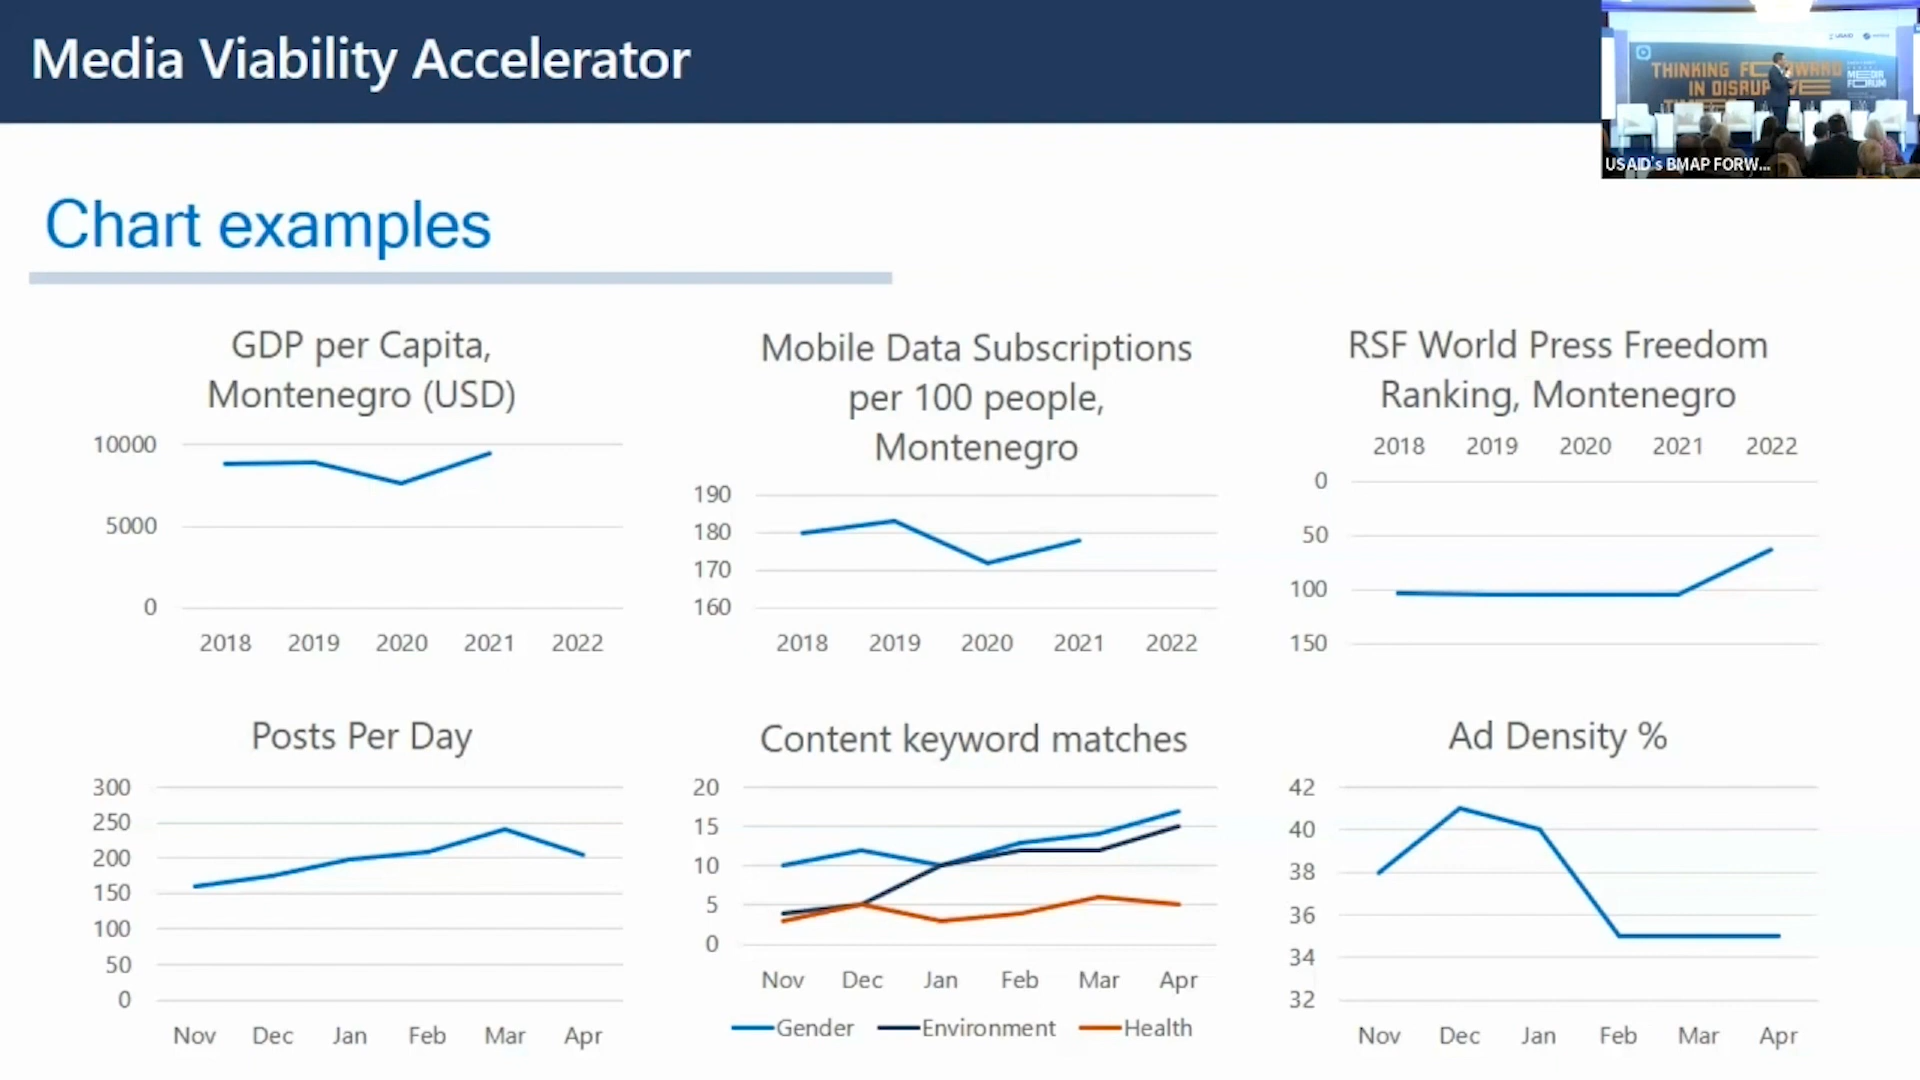 Media Viability Accelerator
USAID
THINKING FORWARD
IN DISRUPTIVE
MEDIA
FORUM
USAID's BMAP FORW...
Chart examples
GDP per Capita,
Montenegro (USD)
10000
5000
0
2018 2019 2020 2021 2022
Mobile Data Subscriptions
per 100 people,
Montenegro
190
180
170
160
2018 2019 2020 2021 2022
RSF World Press Freedom
Ranking, Montenegro
2018 2019 2020 2021 2022
0
50
100
150
Posts Per Day
300
250
200
150
100
50
0
Nov Dec Jan Feb Mar Apr
Content keyword matches
20
15
10
5
0
Nov Dec Jan Feb Mar Apr
Gender Environment Health
Ad Density %
42
40
38
36
34
32
Nov Dec Jan Feb Mar Apr